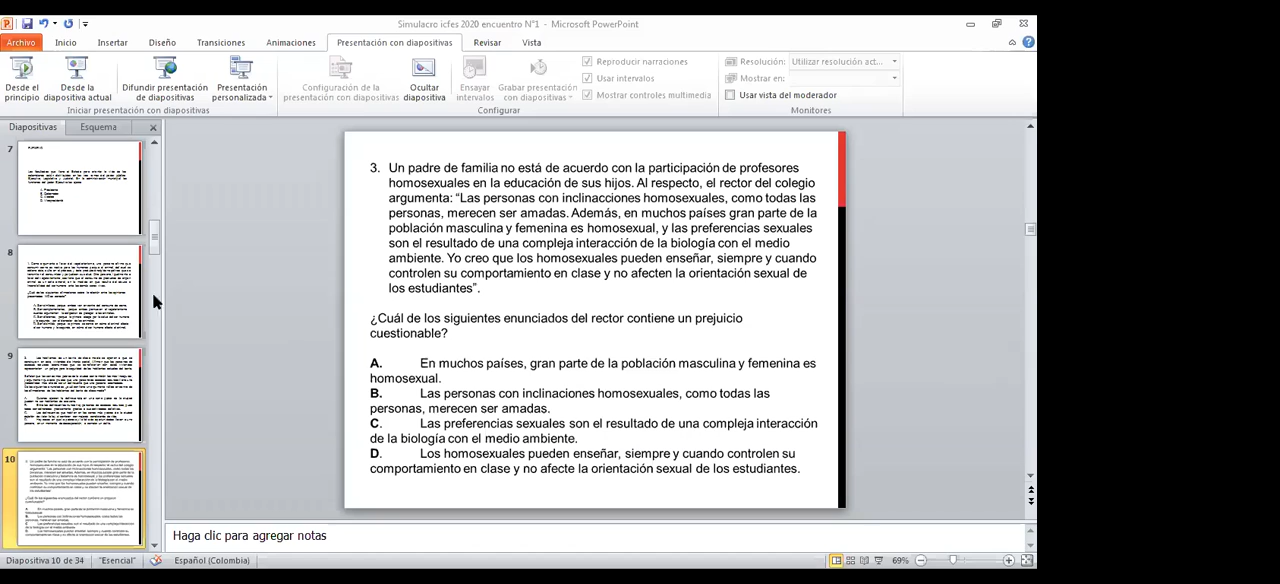 Simulacro icfes 2020 encuentro N°1 - Microsoft PowerPoint
Archivo Inicio Insertar Diseño Transiciones Animaciones Presentación con diapositivas Revisar Vista
Desde el principio
Desde la diapositiva actual
Difundir presentación de diapositivas
Presentación personalizada
Iniciar presentación con diapositivas
Configuración de la presentación con diapositivas
Ocultar diapositiva
Ensayar intervalos
Grabar presentación con diapositivas
Reproducir narraciones
Usar intervalos
Mostrar controles multimedia
Configurar
Resolución: Utilizar resolución act...
Mostrar en:
Usar vista del moderador
Monitores
Diapositivas Esquema
7
8
9
10
3. Un padre de familia no está de acuerdo con la participación de profesores
homosexuales en la educación de sus hijos. Al respecto, el rector del colegio
argumenta: “Las personas con inclinacciones homosexuales, como todas las
personas, merecen ser amadas. Además, en muchos países gran parte de la
población masculina y femenina es homosexual, y las preferencias sexuales
son el resultado de una compleja interacción de la biología con el medio
ambiente. Yo creo que los homosexuales pueden enseñar, siempre y cuando
controlen su comportamiento en clase y no afecten la orientación sexual de
los estudiantes”.
¿Cuál de los siguientes enunciados del rector contiene un prejuicio
cuestionable?
A. En muchos países, gran parte de la población masculina y femenina es
homosexual.
B. Las personas con inclinaciones homosexuales, como todas las
personas, merecen ser amadas.
C. Las preferencias sexuales son el resultado de una compleja interacción
de la biología con el medio ambiente.
D. Los homosexuales pueden enseñar, siempre y cuando controlen su
comportamiento en clase y no afecte la orientación sexual de los estudiantes.
Haga clic para agregar notas
Diapositiva 10 de 34 "Esencial" Español (Colombia) 69%